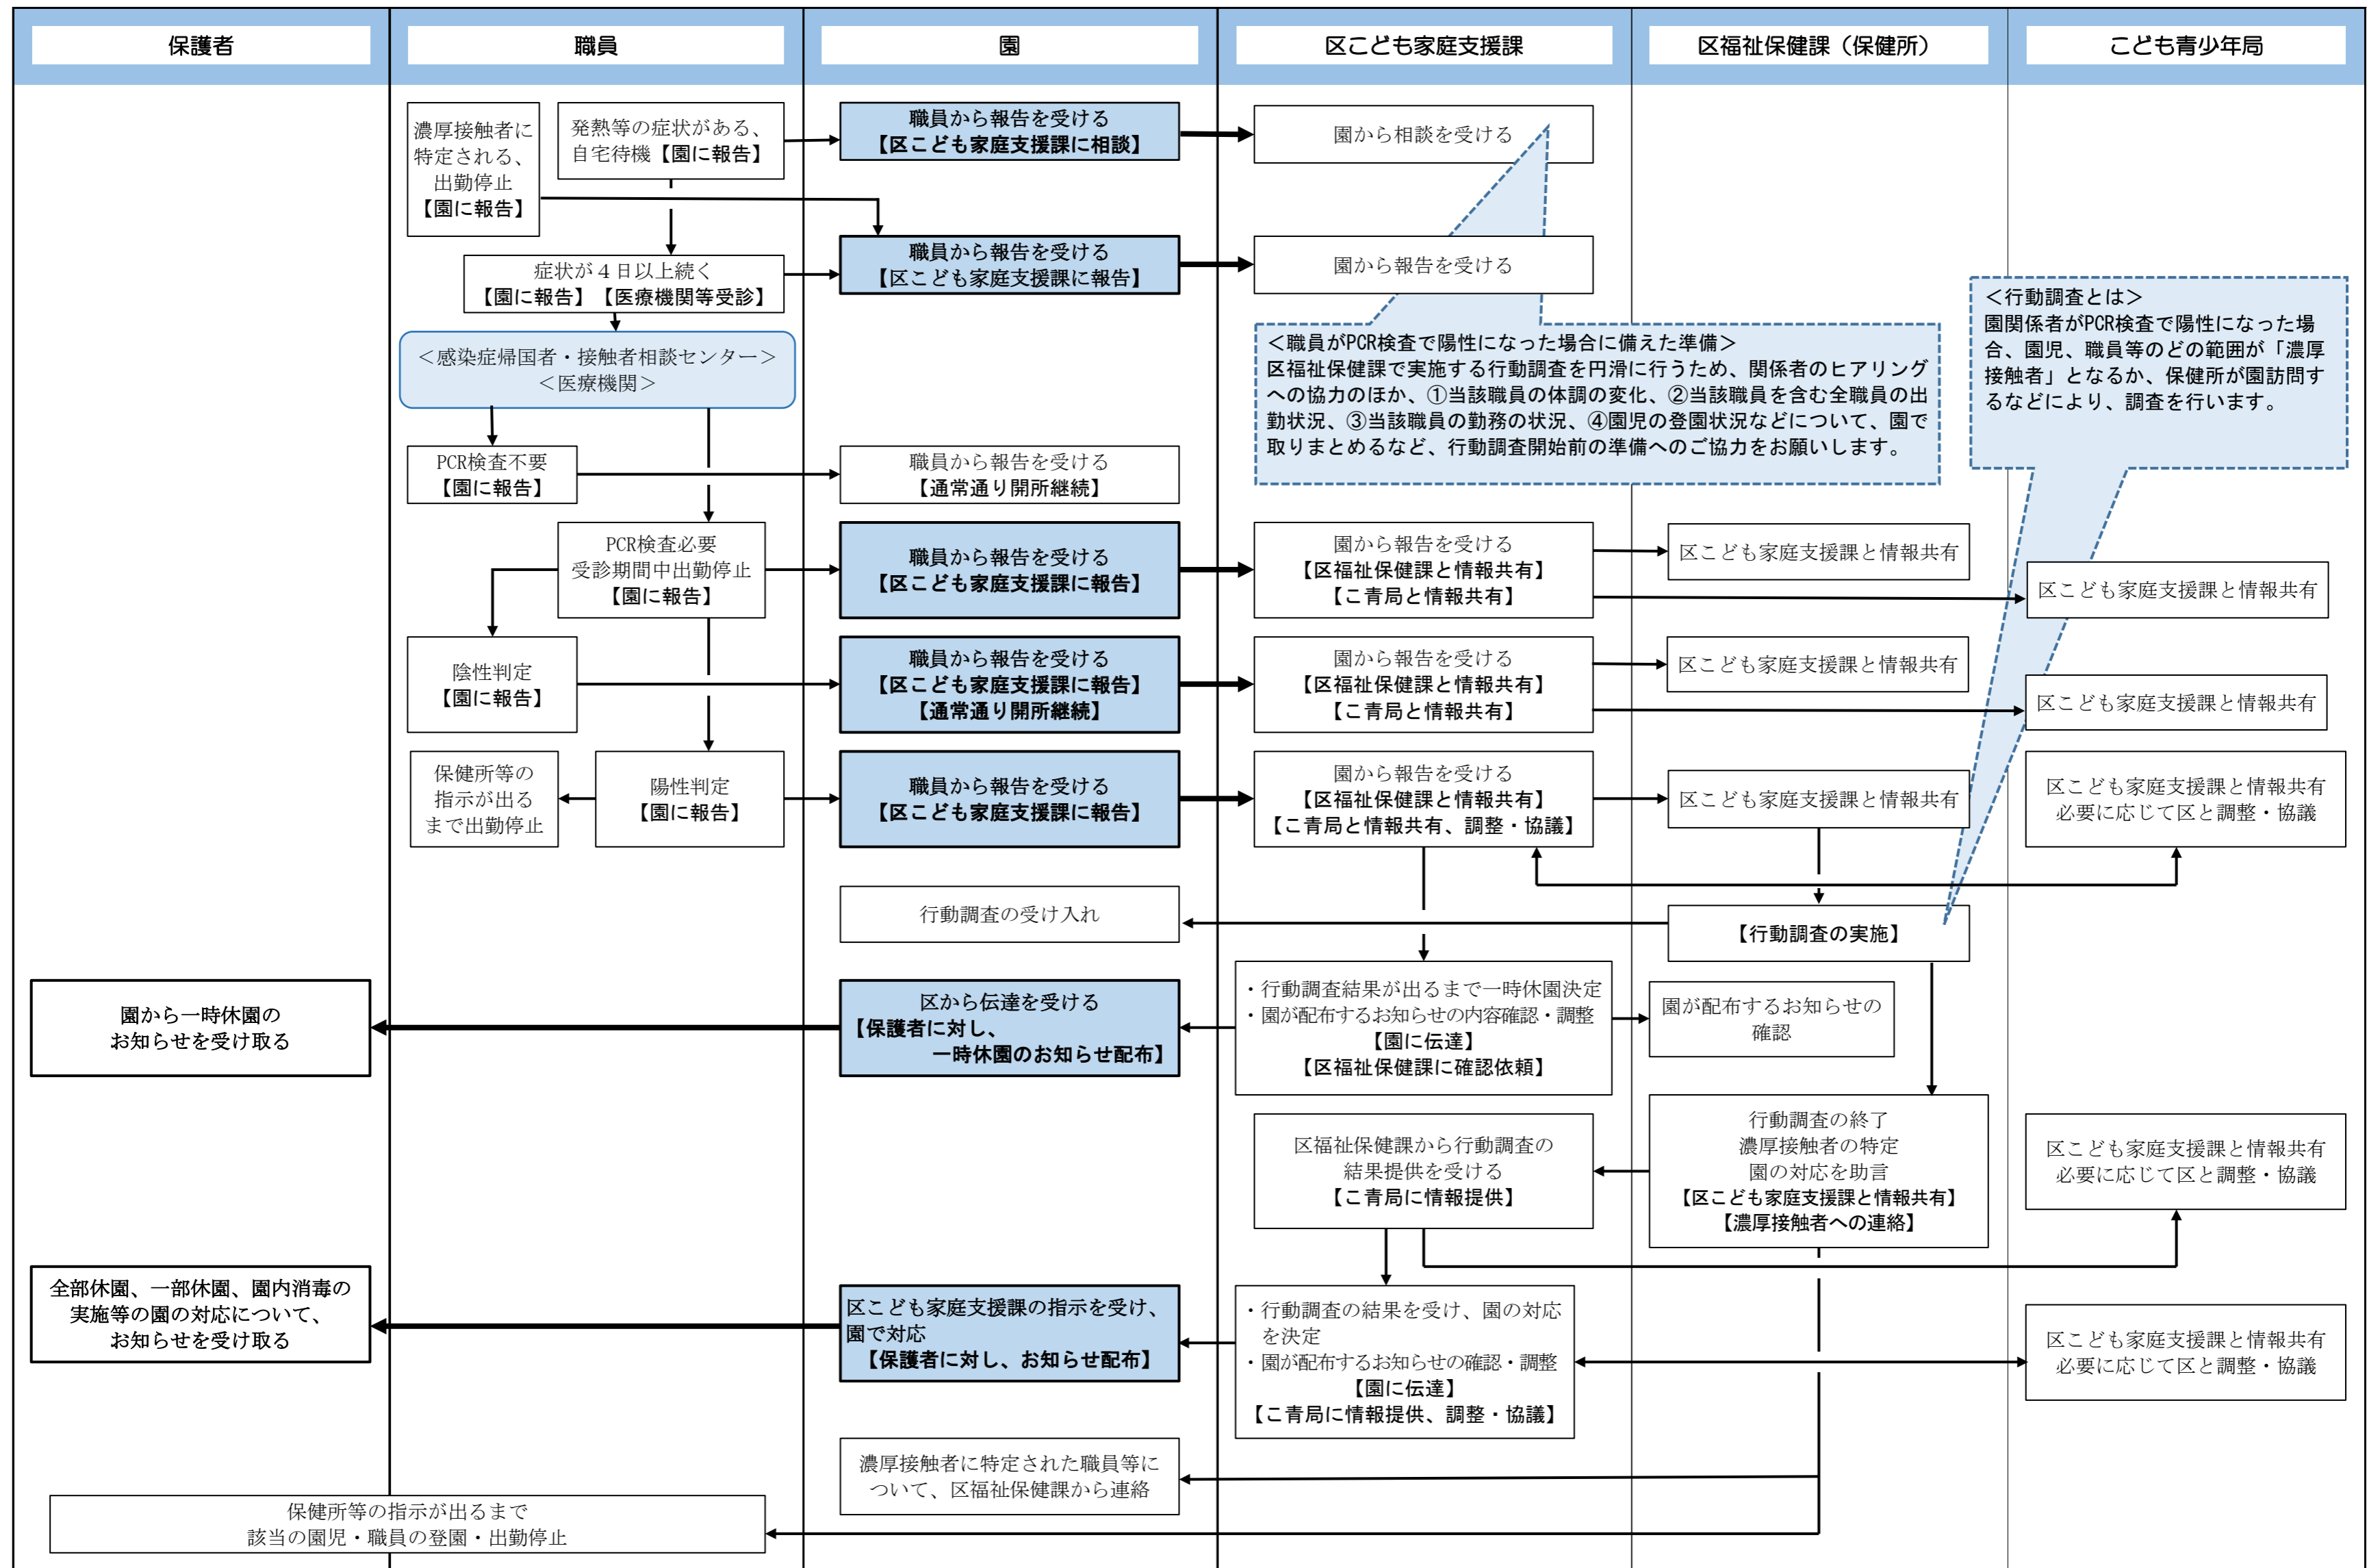 保護者
職員
園
区こども家庭支援課
区福祉保健課（保健所）
こども青少年局
濃厚接触者に
特定される、
出勤停止
【園に報告】
発熱等の症状がある、
自宅待機【園に報告】
職員から報告を受ける
【区こども家庭支援課に相談】
園から相談を受ける
症状が４日以上続く
【園に報告】【医療機関等受診】
職員から報告を受ける
【区こども家庭支援課に報告】
園から報告を受ける
＜感染症帰国者・接触者相談センター＞
＜医療機関＞
＜職員がPCR検査で陽性になった場合に備えた準備＞
区福祉保健課で実施する行動調査を円滑に行うため、関係者のヒアリング
への協力のほか、①当該職員の体調の変化、②当該職員を含む全職員の出
勤状況、③当該職員の勤務の状況、④園児の登園状況などについて、園で
取りまとめるなど、行動調査開始前の準備へのご協力をお願いします。
＜行動調査とは＞
園関係者がPCR検査で陽性になった場
合、園児、職員等のどの範囲が「濃厚
接触者」となるか、保健所が園訪問す
るなどにより、調査を行います。
PCR検査不要
【園に報告】
職員から報告を受ける
【通常通り開所継続】
PCR検査必要
受診期間中出勤停止
【園に報告】
職員から報告を受ける
【区こども家庭支援課に報告】
園から報告を受ける
【区福祉保健課と情報共有】
【こ青局と情報共有】
区こども家庭支援課と情報共有
区こども家庭支援課と情報共有
陰性判定
【園に報告】
職員から報告を受ける
【区こども家庭支援課に報告】
【通常通り開所継続】
園から報告を受ける
【区福祉保健課と情報共有】
【こ青局と情報共有】
区こども家庭支援課と情報共有
区こども家庭支援課と情報共有
保健所等の
指示が出る
まで出勤停止
陽性判定
【園に報告】
職員から報告を受ける
【区こども家庭支援課に報告】
園から報告を受ける
【区福祉保健課と情報共有】
【こ青局と情報共有、調整・協議】
区こども家庭支援課と情報共有
区こども家庭支援課と情報共有
必要に応じて区と調整・協議
行動調査の受け入れ
【行動調査の実施】
園から一時休園の
お知らせを受け取る
区から伝達を受ける
【保護者に対し、
一時休園のお知らせ配布】
・行動調査結果が出るまで一時休園決定
・園が配布するお知らせの内容確認・調整
【園に伝達】
【区福祉保健課に確認依頼】
園が配布するお知らせの
確認
区福祉保健課から行動調査の
結果提供を受ける
【こ青局に情報提供】
行動調査の終了
濃厚接触者の特定
園の対応を助言
【区こども家庭支援課と情報共有】
【濃厚接触者への連絡】
区こども家庭支援課と情報共有
必要に応じて区と調整・協議
全部休園、一部休園、園内消毒の
実施等の園の対応について、
お知らせを受け取る
区こども家庭支援課の指示を受け、
園で対応
【保護者に対し、お知らせ配布】
・行動調査の結果を受け、園の対応
を決定
・園が配布するお知らせの確認・調整
【園に伝達】
【こ青局に情報提供、調整・協議】
区こども家庭支援課と情報共有
必要に応じて区と調整・協議
濃厚接触者に特定された職員等に
ついて、区福祉保健課から連絡
保健所等の指示が出るまで
該当の園児・職員の登園・出勤停止